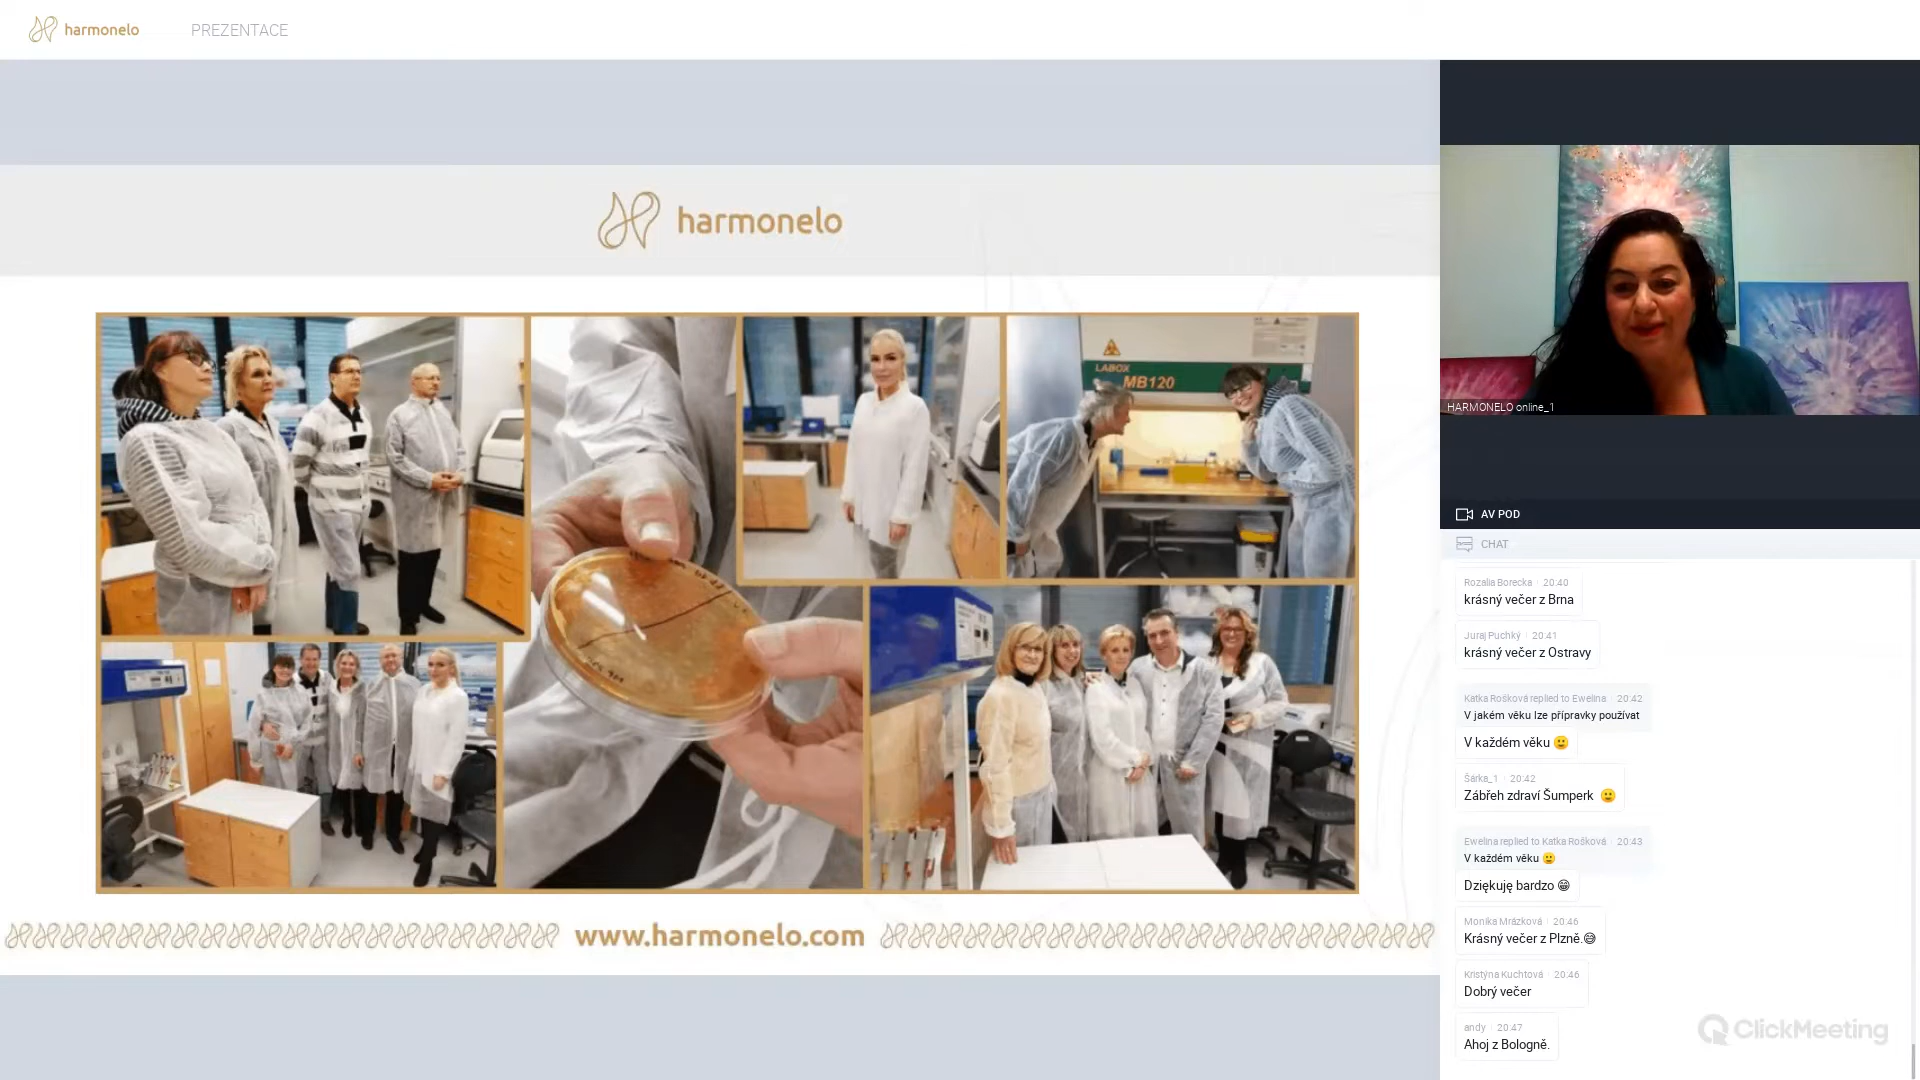 harmonelo
PREZENTACE
harmonelo
LABOX
MB120
www.harmonelo.com
HARMONELO online_1
AV POD
CHAT
Rozalia Borecka 20:40
krásný večer z Brna
Juraj Puchký 20:41
krásný večer z Ostravy
Katka Rošková replied to Ewelina 20:42
V jakém věku lze přípravky používat
V každém věku 🙂
Šárka_1 20:42
Zábřeh zdraví Šumperk 🙂
Ewelina replied to Katka Rošková 20:43
V každém věku 🙂
Dziękuję bardzo 😁
Monika Mrázková 20:46
Krásný večer z Plzně.😅
Kristýna Kuchtová 20:46
Dobrý večer
andy 20:47
Ahoj z Bologně.
ClickMeeting